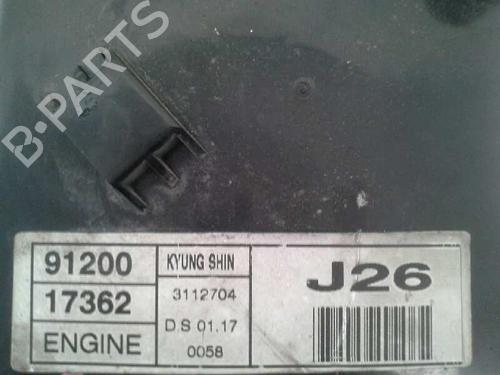 B·PARTS
91200
17362
ENGINE
KYUNG SHIN
3112704
D.S 01.17
0058
J26